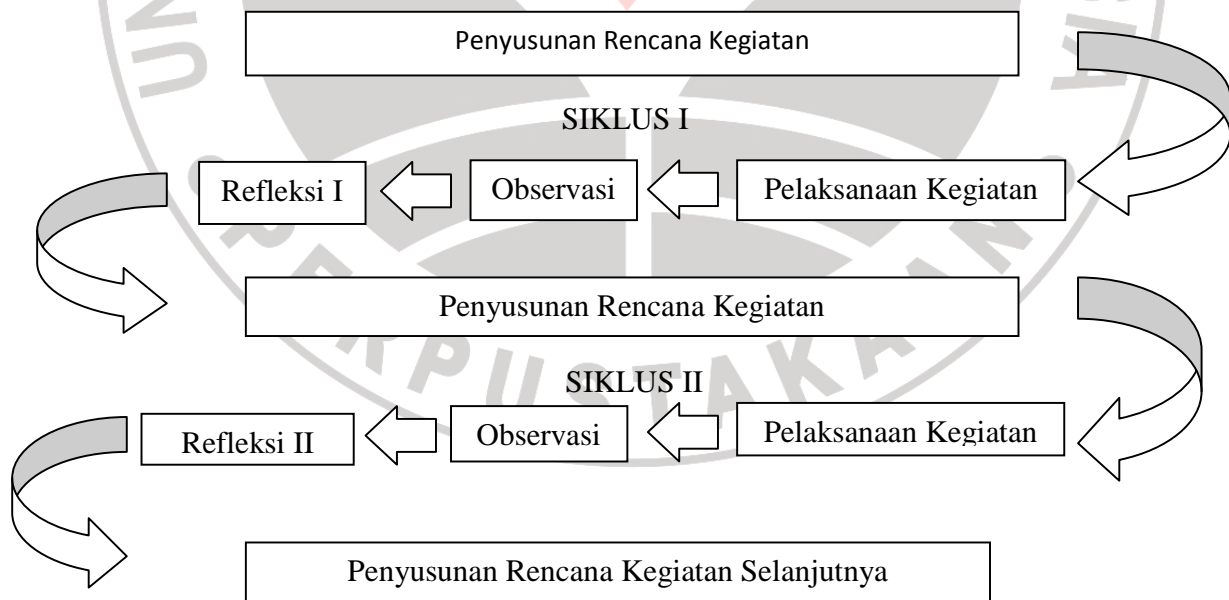 Penyusunan Rencana Kegiatan
SIKLUS I
Refleksi I
Observasi
Pelaksanaan Kegiatan
Penyusunan Rencana Kegiatan
SIKLUS II
Refleksi II
Observasi
Pelaksanaan Kegiatan
Penyusunan Rencana Kegiatan Selanjutnya
PERPUSTAKAAN